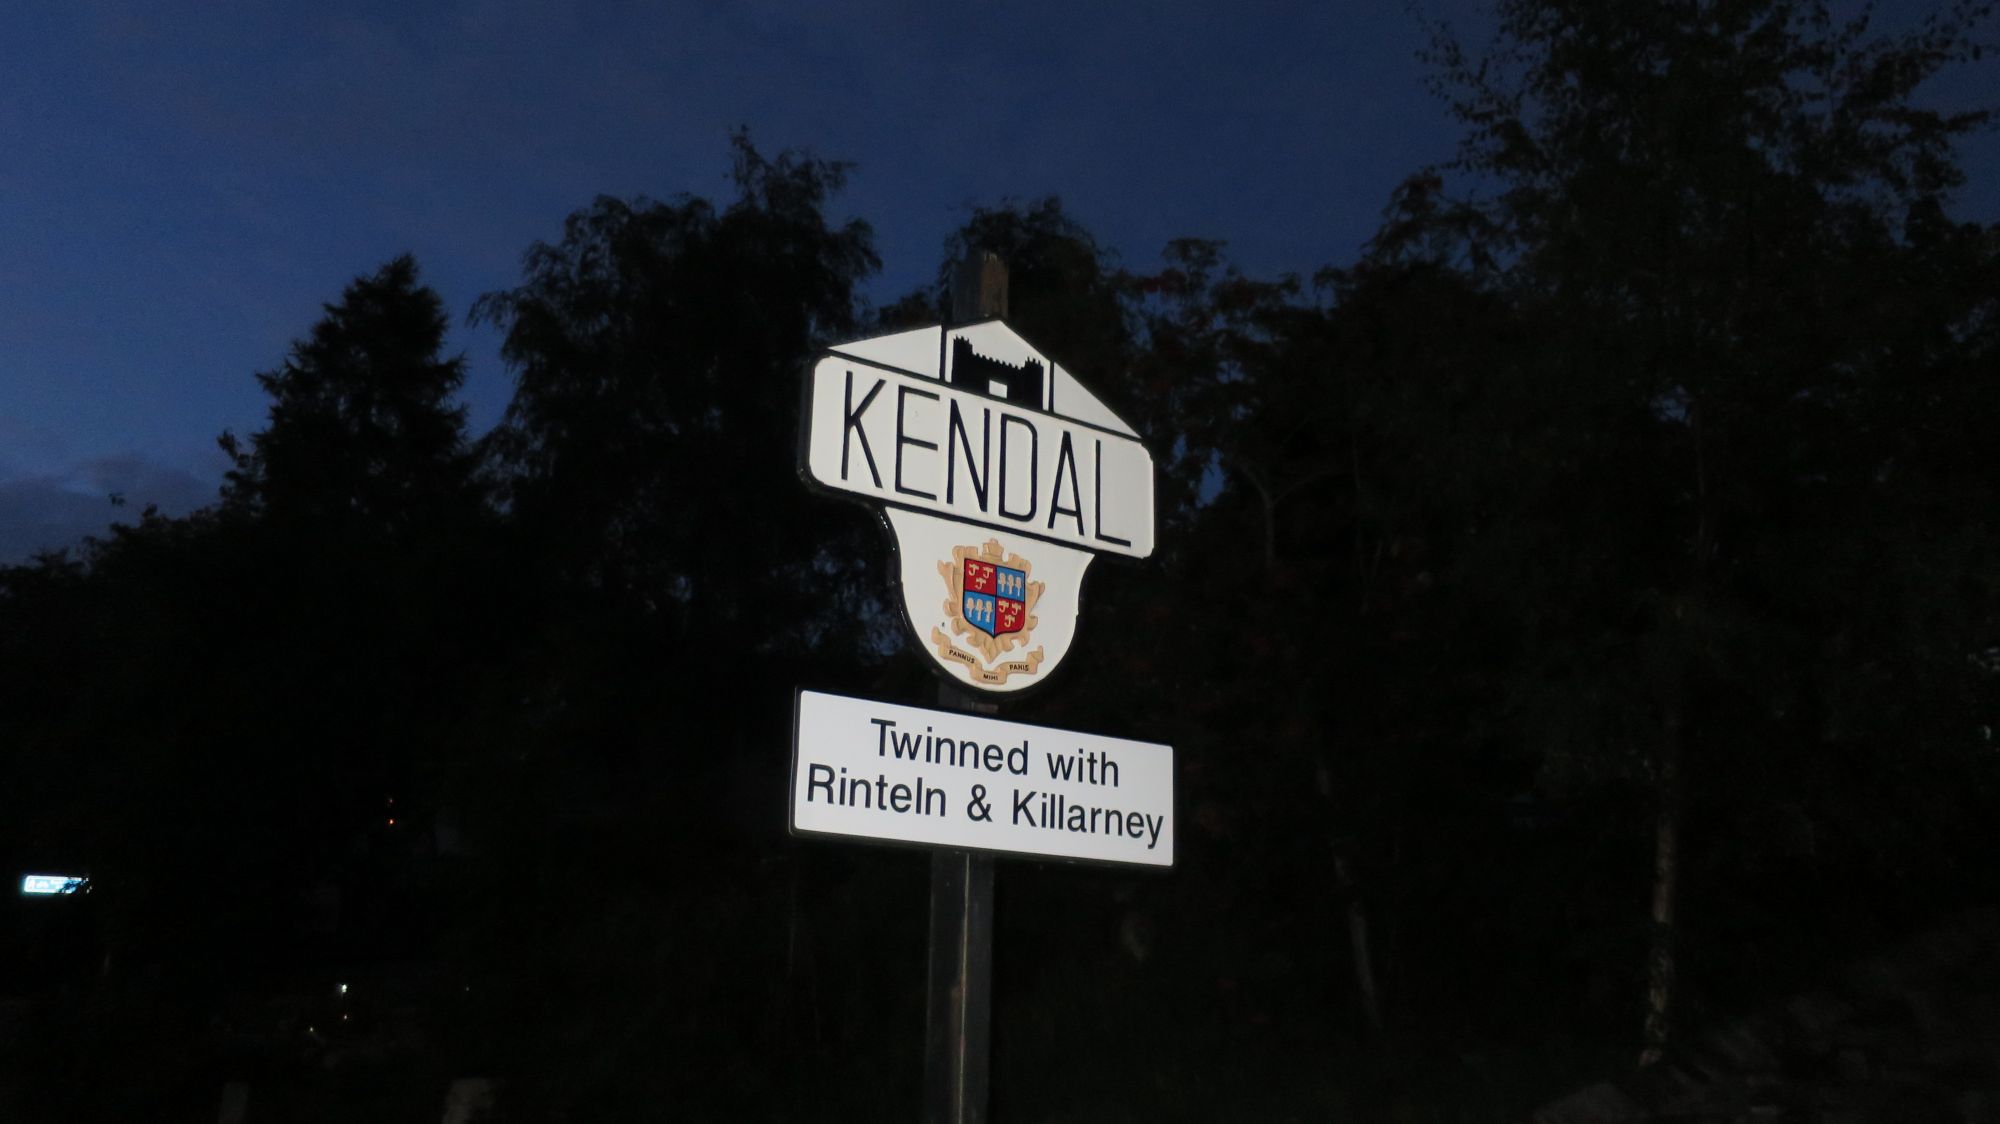 KENDAL
PANNUS MIHI PANIS
Twinned with
Rinteln & Killarney